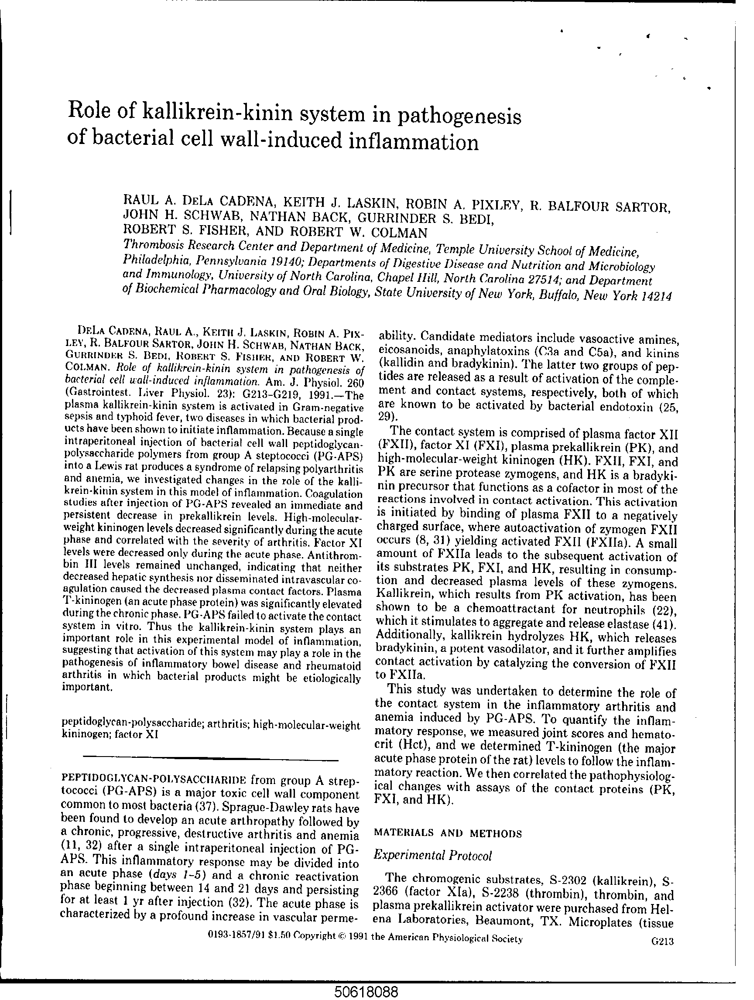 Role of kallikrein-kinin system in pathogenesis
of bacterial cell wall-induced inflammation
RAUL A. DELA CADENA, KEITH J. LASKIN, ROBIN A. PIXLEY, R. BALFOUR SARTOR,
JOHN H. SCHWAB, NATHAN BACK, GURRINDER S. BEDI,
ROBERT S. FISHER, AND ROBERT W. COLMAN
Thrombosis Research Center and Department of Medicine, Temple University School of Medicine,
Philadelphia, Pennsylvania 19140; Departments of Digestive Disease and Nutrition and Microbiology
and Immunology, University of North Carolina, Chapel Hill, North Carolina 27514; and Department
of Biochemical Pharmacology and Oral Biology, State University of New York, Buffalo, New York 14214
DELA CADENA, RAUL A., KEITH J. LASKIN, ROBIN A. PIX-
LEY, R. BALFOUR SARTOR, JOHN H. SCHWAB, NATHAN BACK,
GURRINDER S. BEDI, ROBERT S. FISHER, AND ROBERT W.
COLMAN. Role of kallikrein-kinin system in pathogenesis of
bacterial cell wall-induced inflammation. Am. J. Physiol. 260
(Gastrointest. Liver Physiol. 23): G213-G219, 1991.—The
plasma kallikrein-kinin system is activated in Gram-negative
sepsis and typhoid fever, two diseases in which bacterial prod-
ucts have been shown to initiate inflammation. Because a single
intraperitoneal injection of bacterial cell wall peptidoglycan-
polysaccharide polymers from group A steptococci (PG-APS)
into a Lewis rat produces a syndrome of relapsing polyarthritis
and anemia, we investigated changes in the role of the kalli-
krein-kinin system in this model of inflammation. Coagulation
studies after injection of PG-APS revealed an immediate and
persistent decrease in prekallikrein levels. High-molecular-
weight kininogen levels decreased significantly during the acute
phase and correlated with the severity of arthritis. Factor XI
levels were decreased only during the acute phase. Antithrom-
bin III levels remained unchanged, indicating that neither
decreased hepatic synthesis nor disseminated intravascular co-
agulation caused the decreased plasma contact factors. Plasma
T-kininogen (an acute phase protein) was significantly elevated
during the chronic phase. PG-APS failed to activate the contact
system in vitro. Thus the kallikrein-kinin system plays an
important role in this experimental model of inflammation,
suggesting that activation of this system may play a role in the
pathogenesis of inflammatory bowel disease and rheumatoid
arthritis in which bacterial products might be etiologically
important.
peptidoglycan-polysaccharide; arthritis; high-molecular-weight
kininogen; factor XI
PEPTIDOGLYCAN-POLYSACCHARIDE from group A strep-
tococci (PG-APS) is a major toxic cell wall component
common to most bacteria (37). Sprague-Dawley rats have
been found to develop an acute arthropathy followed by
a chronic, progressive, destructive arthritis and anemia
(11, 32) after a single intraperitoneal injection of PG-
APS. This inflammatory response may be divided into
an acute phase (days 1-5) and a chronic reactivation
phase beginning between 14 and 21 days and persisting
for at least 1 yr after injection (32). The acute phase is
characterized by a profound increase in vascular perme-
ability. Candidate mediators include vasoactive amines,
eicosanoids, anaphylatoxins (C3a and C5a), and kinins
(kallidin and bradykinin). The latter two groups of pep-
tides are released as a result of activation of the comple-
ment and contact systems, respectively, both of which
are known to be activated by bacterial endotoxin (25,
29).
The contact system is comprised of plasma factor XII
(FXII), factor XI (FXI), plasma prekallikrein (PK), and
high-molecular-weight kininogen (HK). FXII, FXI, and
PK are serine protease zymogens, and HK is a bradyki-
nin precursor that functions as a cofactor in most of the
reactions involved in contact activation. This activation
is initiated by binding of plasma FXII to a negatively
charged surface, where autoactivation of zymogen FXII
occurs (8, 31) yielding activated FXII (FXIIa). A small
amount of FXIIa leads to the subsequent activation of
its substrates PK, FXI, and HK, resulting in consump-
tion and decreased plasma levels of these zymogens.
Kallikrein, which results from PK activation, has been
shown to be a chemoattractant for neutrophils (22),
which it stimulates to aggregate and release elastase (41).
Additionally, kallikrein hydrolyzes HK, which releases
bradykinin, a potent vasodilator, and it further amplifies
contact activation by catalyzing the conversion of FXII
to FXIIa.
This study was undertaken to determine the role of
the contact system in the inflammatory arthritis and
anemia induced by PG-APS. To quantify the inflam-
matory response, we measured joint scores and hemato-
crit (Hct), and we determined T-kininogen (the major
acute phase protein of the rat) levels to follow the inflam-
matory reaction. We then correlated the pathophysiolog-
ical changes with assays of the contact proteins (PK,
FXI, and HK).
MATERIALS AND METHODS
Experimental Protocol
The chromogenic substrates, S-2302 (kallikrein), S-
2366 (factor XIa), S-2238 (thrombin), thrombin, and
plasma prekallikrein activator were purchased from Hel-
ena Laboratories, Beaumont, TX. Microplates (tissue
0193-1857/91 $1.50 Copyright © 1991 the American Physiological Society
G213
50618088